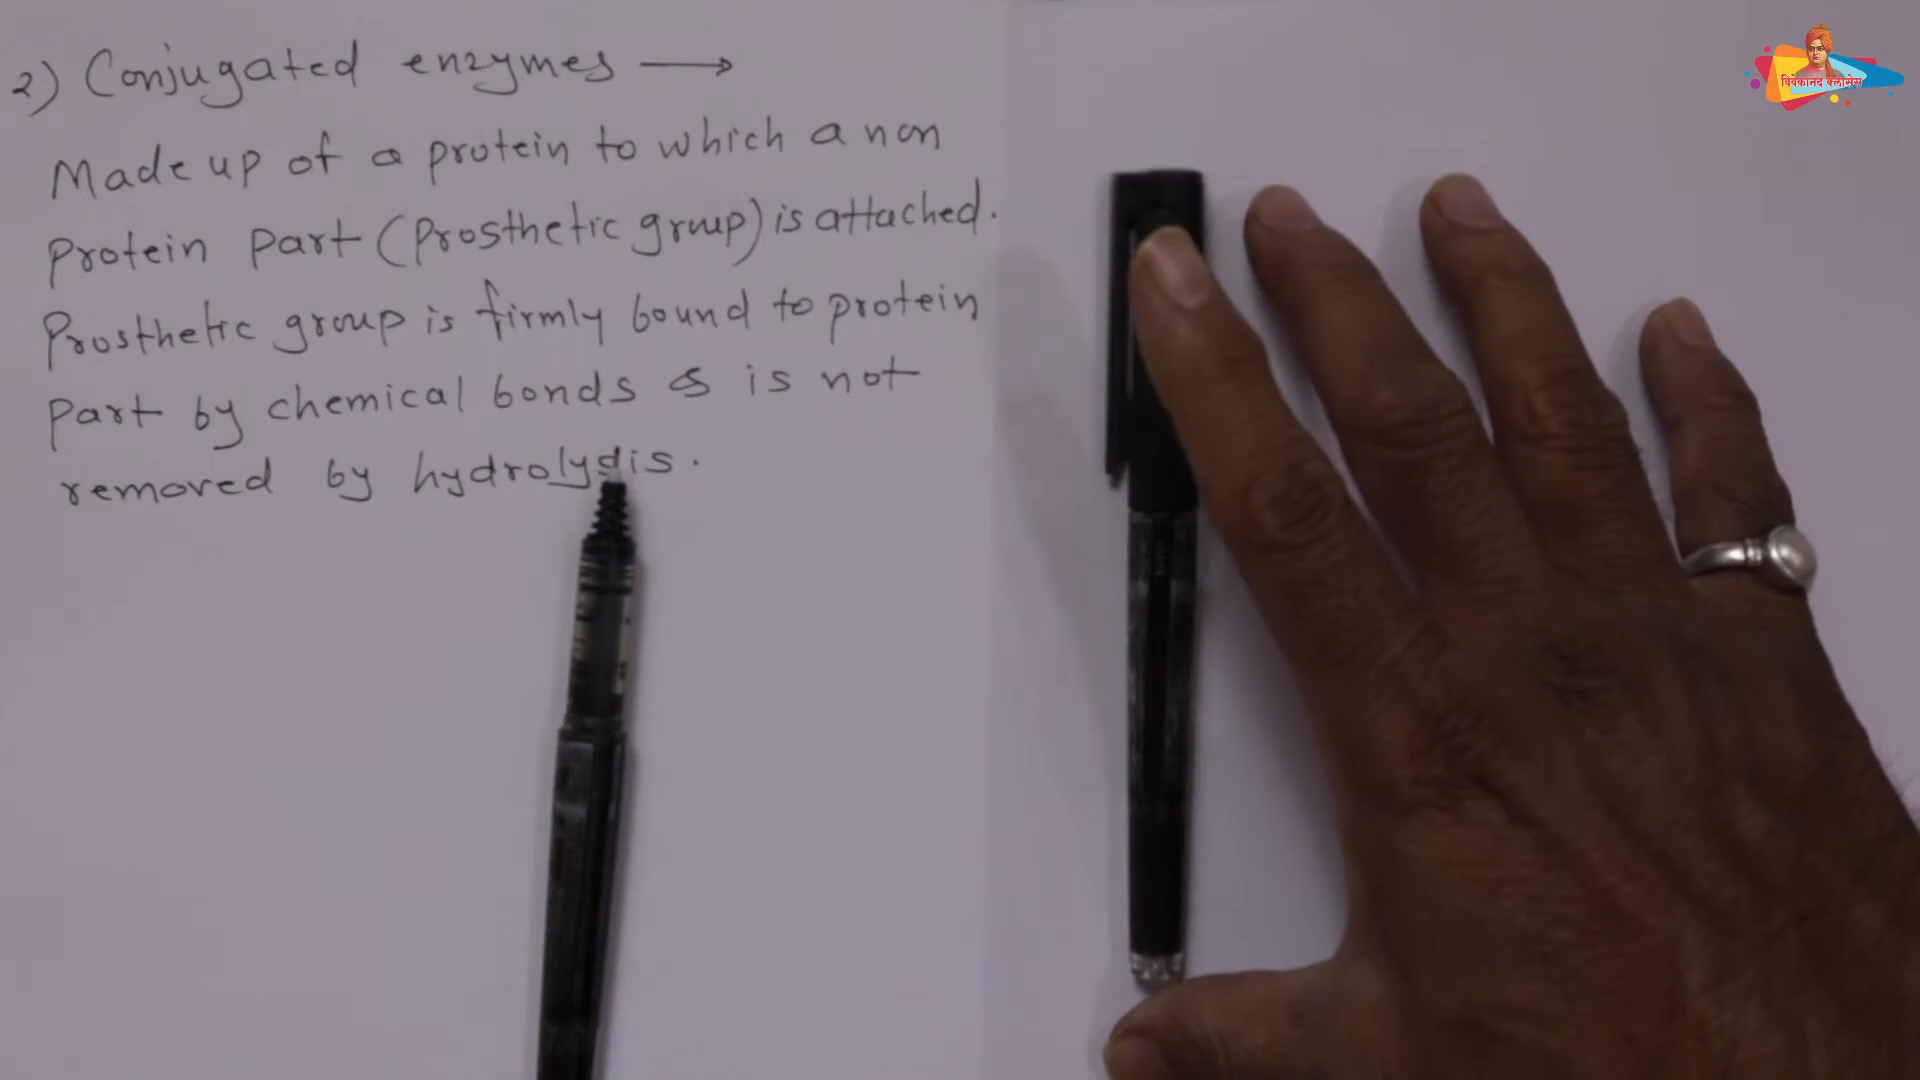 2) Conjugated enzymes →
Made up of a protein to which a non
protein part (prosthetic group) is attached.
Prosthetic group is firmly bound to protein
part by chemical bonds & is not
removed by hydrolysis.
विवेकानंद क्लासेस